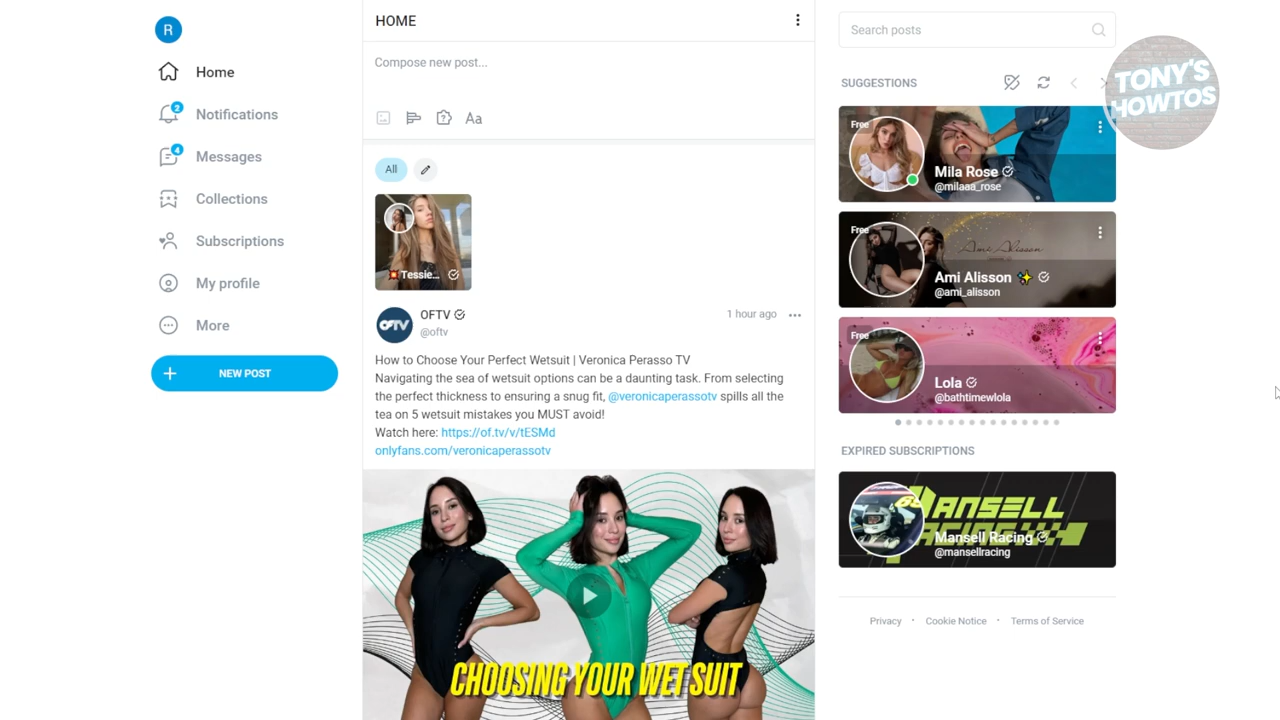 R
Home
2
Notifications
4
Messages
Collections
Subscriptions
My profile
More
+ NEW POST
HOME
Compose new post...
Aa
All
Tessie...
OFTV
@oftv
1 hour ago
OFTV
How to Choose Your Perfect Wetsuit | Veronica Perasso TV
Navigating the sea of wetsuit options can be a daunting task. From selecting
the perfect thickness to ensuring a snug fit, @veronicaperassotv spills all the
tea on 5 wetsuit mistakes you MUST avoid!
Watch here: https://of.tv/v/tESMd
onlyfans.com/veronicaperassotv
CHOOSING YOUR WET SUIT
Search posts
TONY'S
HOWTOS
SUGGESTIONS
Free
Mila Rose
@milaaa_rose
Free
Ami Alisson
Ami Alisson ✨
@ami_alisson
Free
Lola
@bathtimewlola
EXPIRED SUBSCRIPTIONS
MANSELL
RACING
Mansell Racing
@mansellracing
Privacy · Cookie Notice · Terms of Service